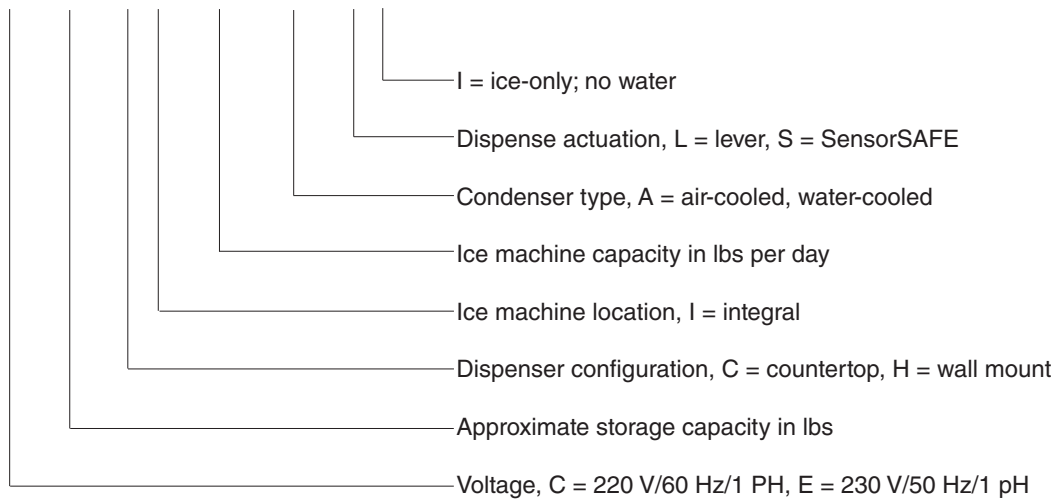 I = ice-only; no water
Dispense actuation, L = lever, S = SensorSAFE
Condenser type, A = air-cooled, water-cooled
Ice machine capacity in lbs per day
Ice machine location, I = integral
Dispenser configuration, C = countertop, H = wall mount
Approximate storage capacity in lbs
Voltage, C = 220 V/60 Hz/1 PH, E = 230 V/50 Hz/1 pH